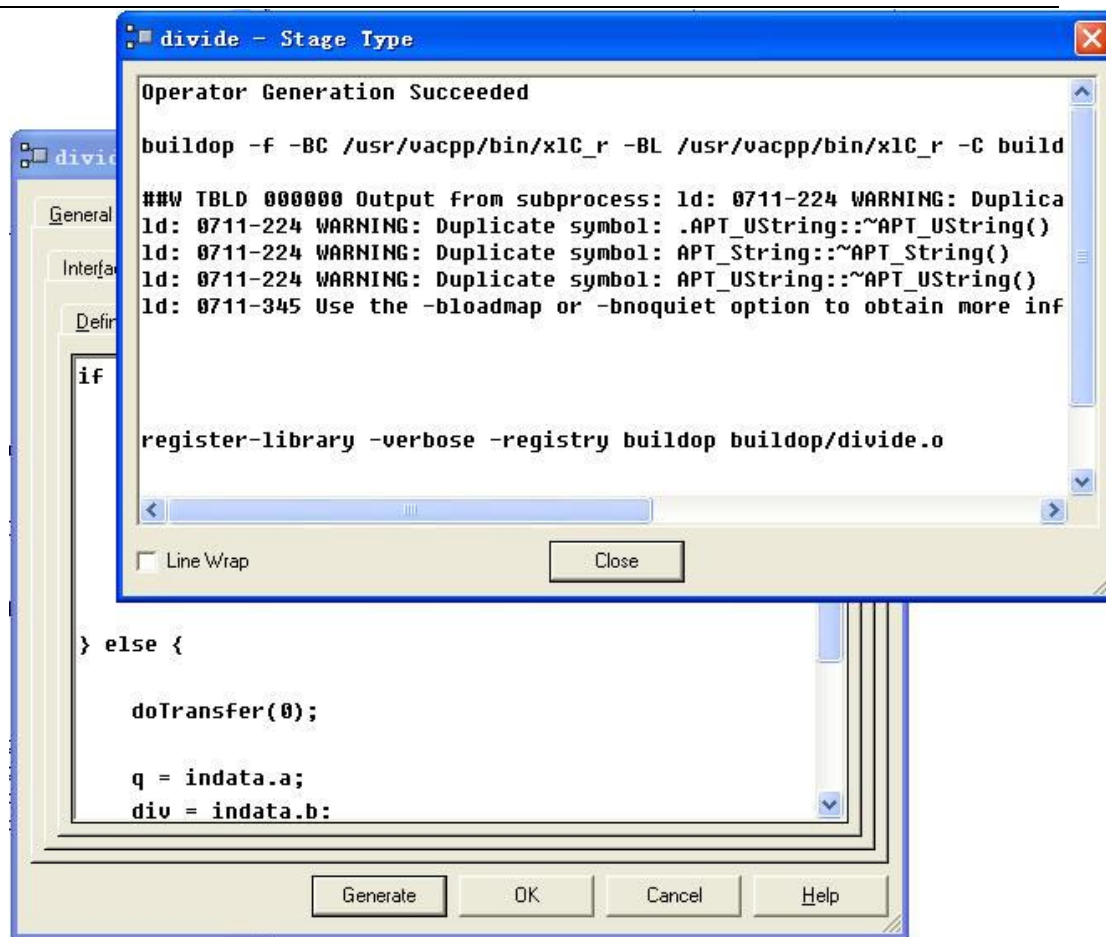 divide - Stage Type
Operator Generation Succeeded
buildop -f -BC /usr/vacpp/bin/xlC_r -BL /usr/vacpp/bin/xlC_r -C build
##W TBLD 000000 Output from subprocess: ld: 0711-224 WARNING: Duplica
ld: 0711-224 WARNING: Duplicate symbol: .APT_UString::~APT_UString()
ld: 0711-224 WARNING: Duplicate symbol: APT_String::~APT_String()
ld: 0711-224 WARNING: Duplicate symbol: APT_UString::~APT_UString()
ld: 0711-345 Use the -bloadmap or -bnoquiet option to obtain more inf
register-library -verbose -registry buildop buildop/divide.o
Line Wrap
Close
divid
General
Interfa
Defin
if
} else {
doTransfer(0);
q = indata.a;
div = indata.b:
Generate
OK
Cancel
Help